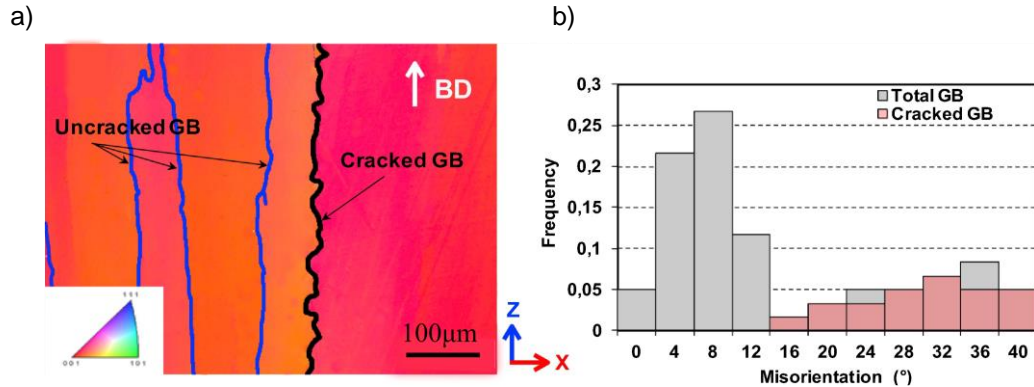 a)
b)
BD
Uncracked GB
Cracked GB
111
001
101
100µm
Z
X
0,3
0,25
0,2
0,15
0,1
0,05
0
Frequency
Total GB
Cracked GB
0 4 8 12 16 20 24 28 32 36 40
Misorientation (°)